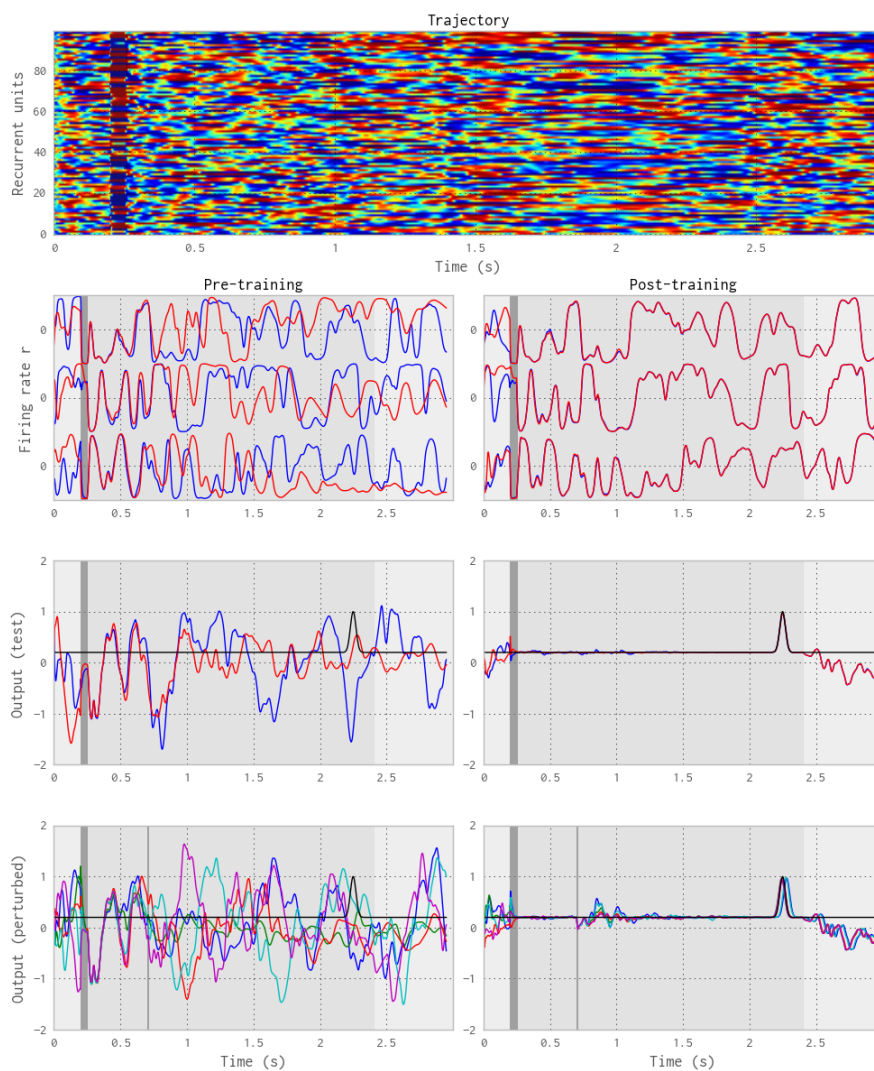 Trajectory
Recurrent units
80
60
40
20
0
0 0.5 1 1.5 2 2.5
Time (s)
Pre-training Post-training
Firing rate r
0 0
0 0
0 0
0 0.5 1 1.5 2 2.5 0 0.5 1 1.5 2 2.5
Output (test)
2 2
1 1
0 0
−1 −1
−2 −2
0 0.5 1 1.5 2 2.5 0 0.5 1 1.5 2 2.5
Output (perturbed)
2 2
1 1
0 0
−1 −1
−2 −2
0 0.5 1 1.5 2 2.5 0 0.5 1 1.5 2 2.5
Time (s) Time (s)